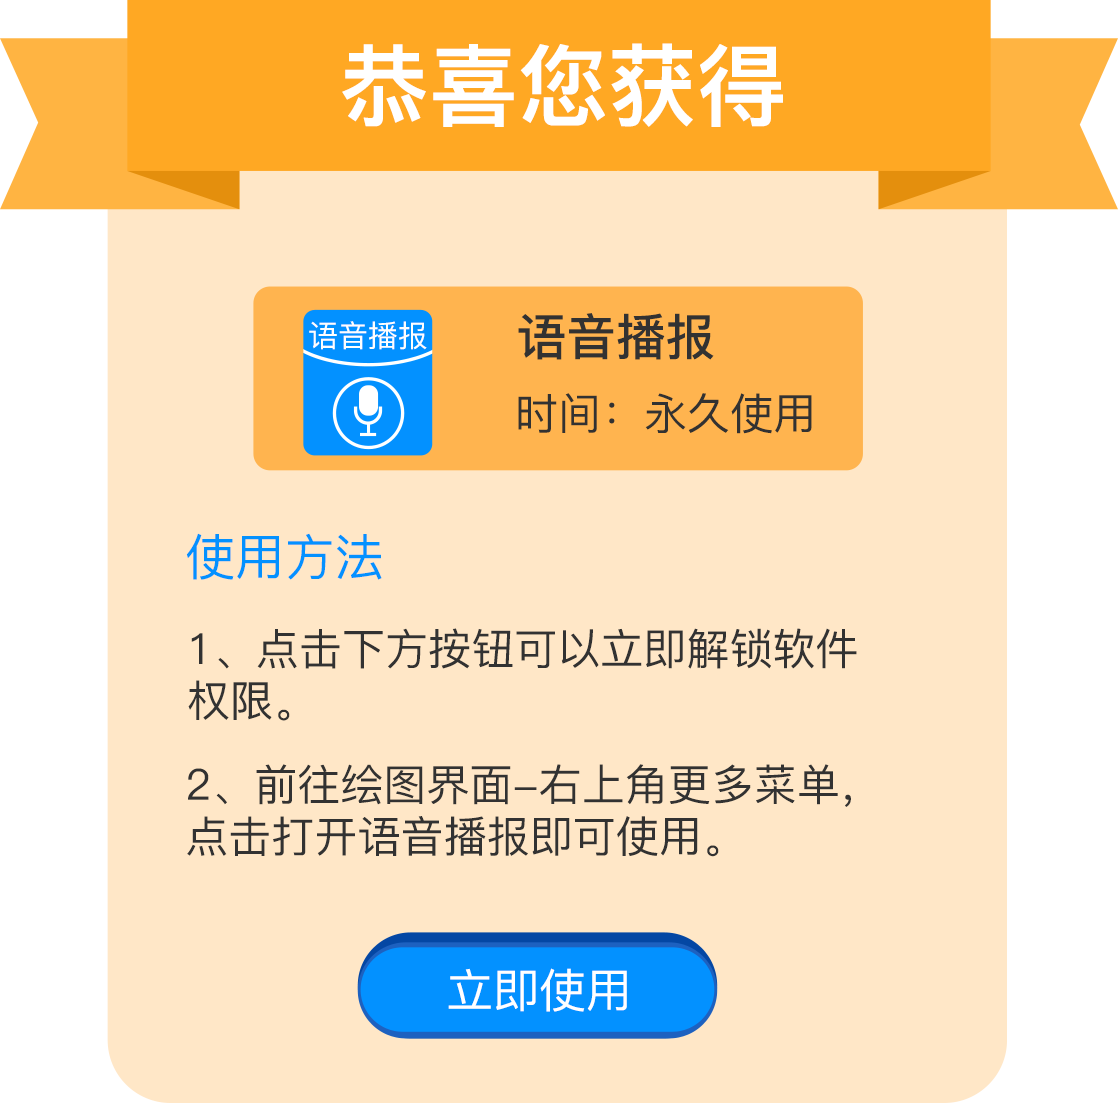 恭喜您获得
语音播报
语音播报
时间：永久使用
使用方法
1、点击下方按钮可以立即解锁软件
权限。
2、前往绘图界面-右上角更多菜单，
点击打开语音播报即可使用。
立即使用